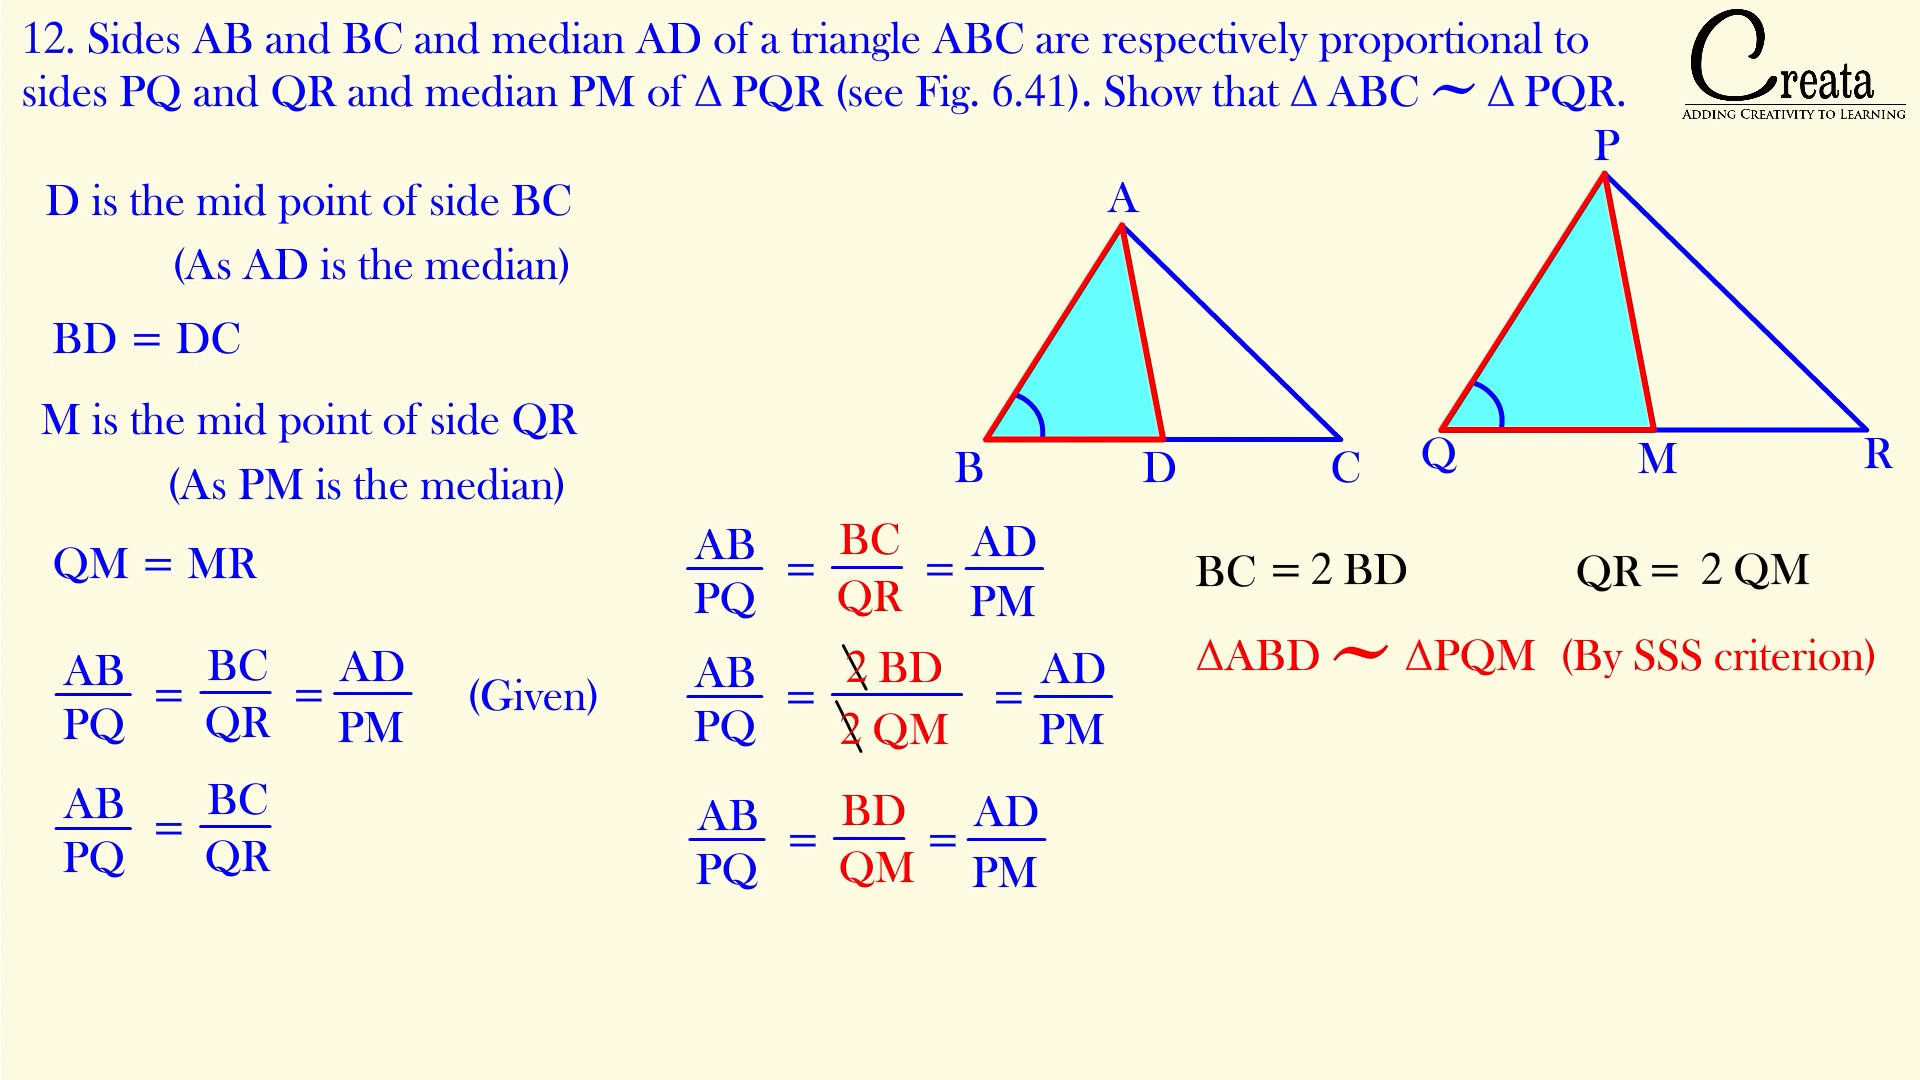 12. Sides AB and BC and median AD of a triangle ABC are respectively proportional to
sides PQ and QR and median PM of Δ PQR (see Fig. 6.41). Show that Δ ABC ~ Δ PQR.
Creata
ADDING CREATIVITY TO LEARNING
D is the mid point of side BC
(As AD is the median)
BD = DC
M is the mid point of side QR
(As PM is the median)
QM = MR
AB/PQ = BC/QR = AD/PM (Given)
AB/PQ = BC/QR
A
B
D
C
P
Q
M
R
AB/PQ = BC/QR = AD/PM
AB/PQ = 2 BD/2 QM = AD/PM
AB/PQ = BD/QM = AD/PM
BC = 2 BD
QR = 2 QM
ΔABD ~ ΔPQM (By SSS criterion)